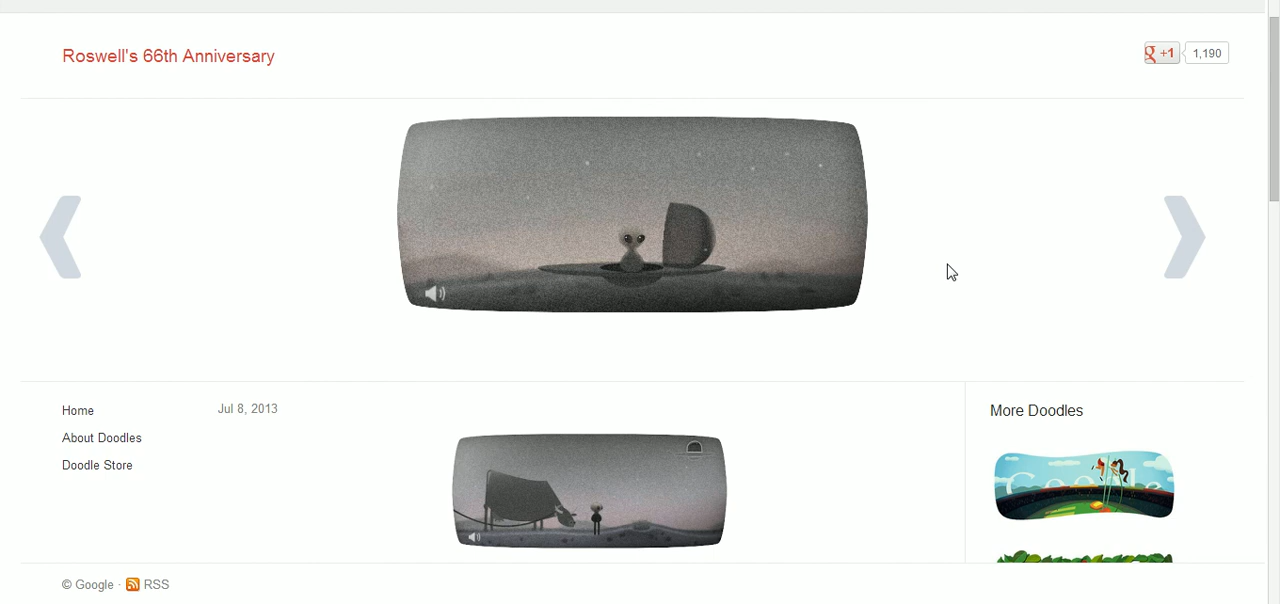 Roswell's 66th Anniversary
g +1
1,190
Home
Jul 8, 2013
About Doodles
Doodle Store
More Doodles
© Google · RSS